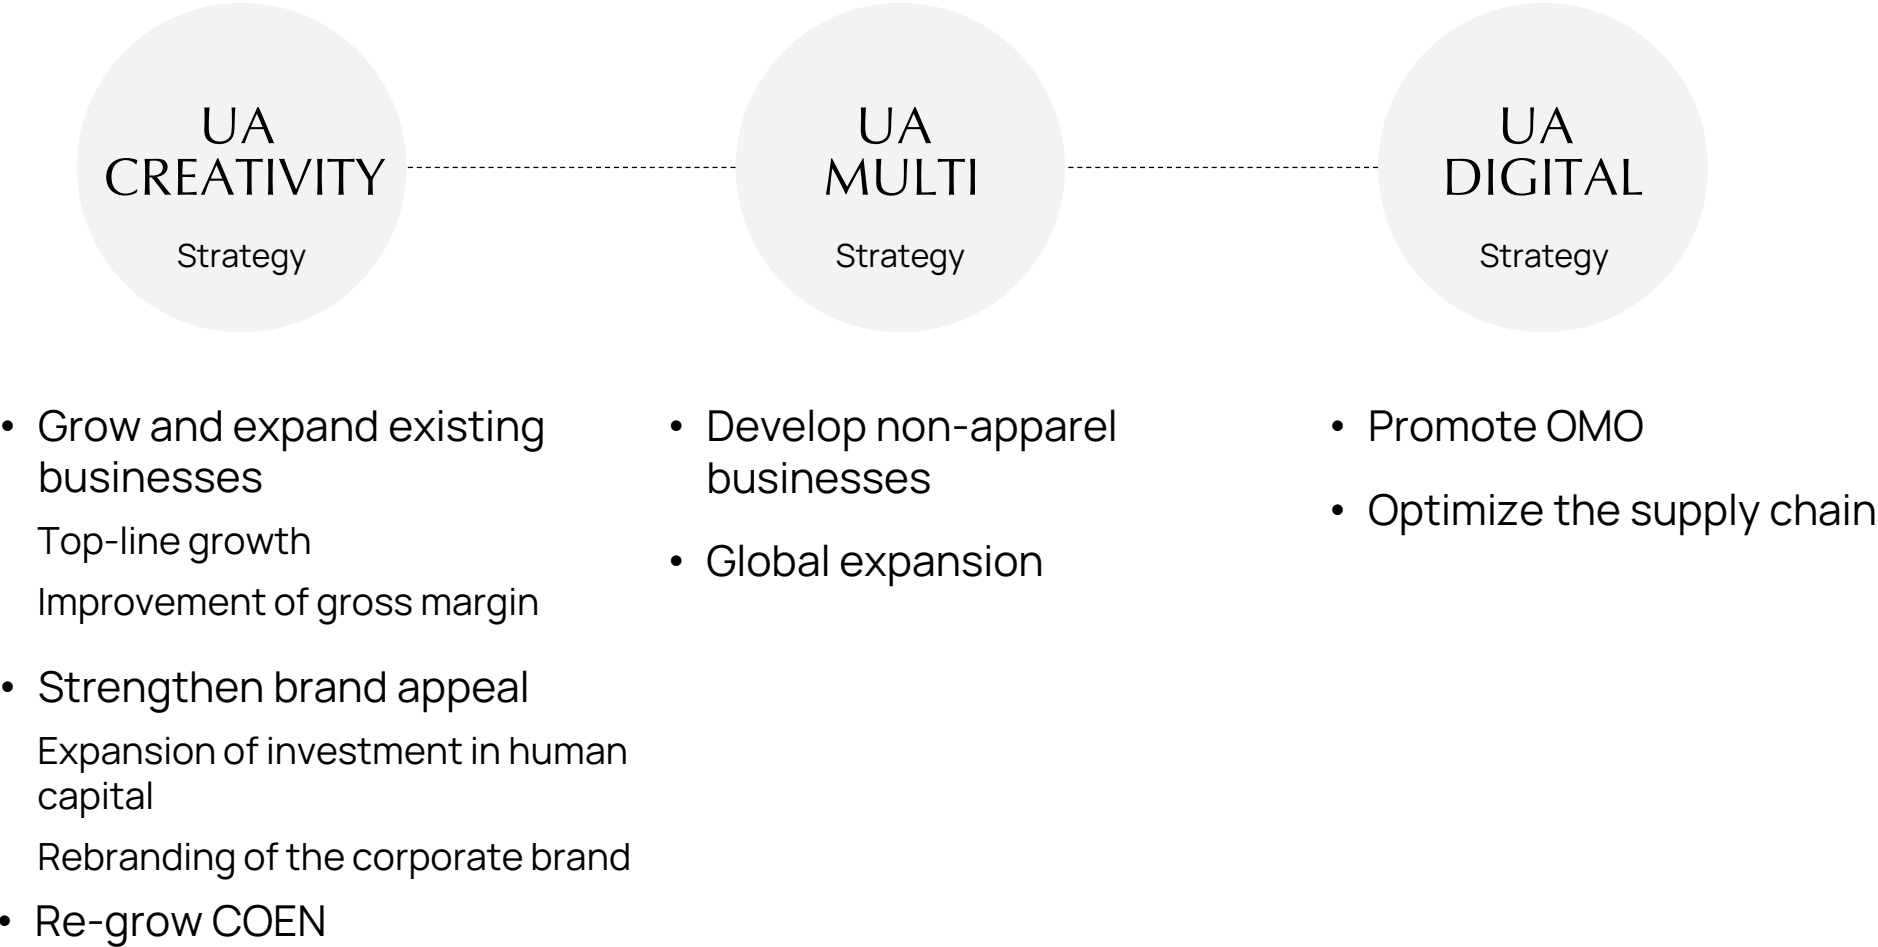 UA
CREATIVITY
Strategy
UA
MULTI
Strategy
UA
DIGITAL
Strategy
• Grow and expand existing
businesses
Top-line growth
Improvement of gross margin
• Strengthen brand appeal
Expansion of investment in human
capital
Rebranding of the corporate brand
• Re-grow COEN
• Develop non-apparel
businesses
• Global expansion
• Promote OMO
• Optimize the supply chain